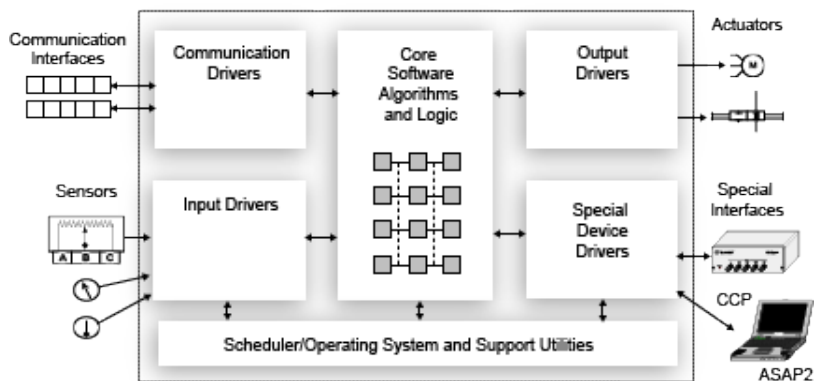 Communication
Interfaces
Communication
Drivers
Core
Software
Algorithms
and Logic
Output
Drivers
Actuators
M
Sensors
A B C
Input Drivers
Special
Device
Drivers
Special
Interfaces
CCP
ASAP2
Scheduler/Operating System and Support Utilities